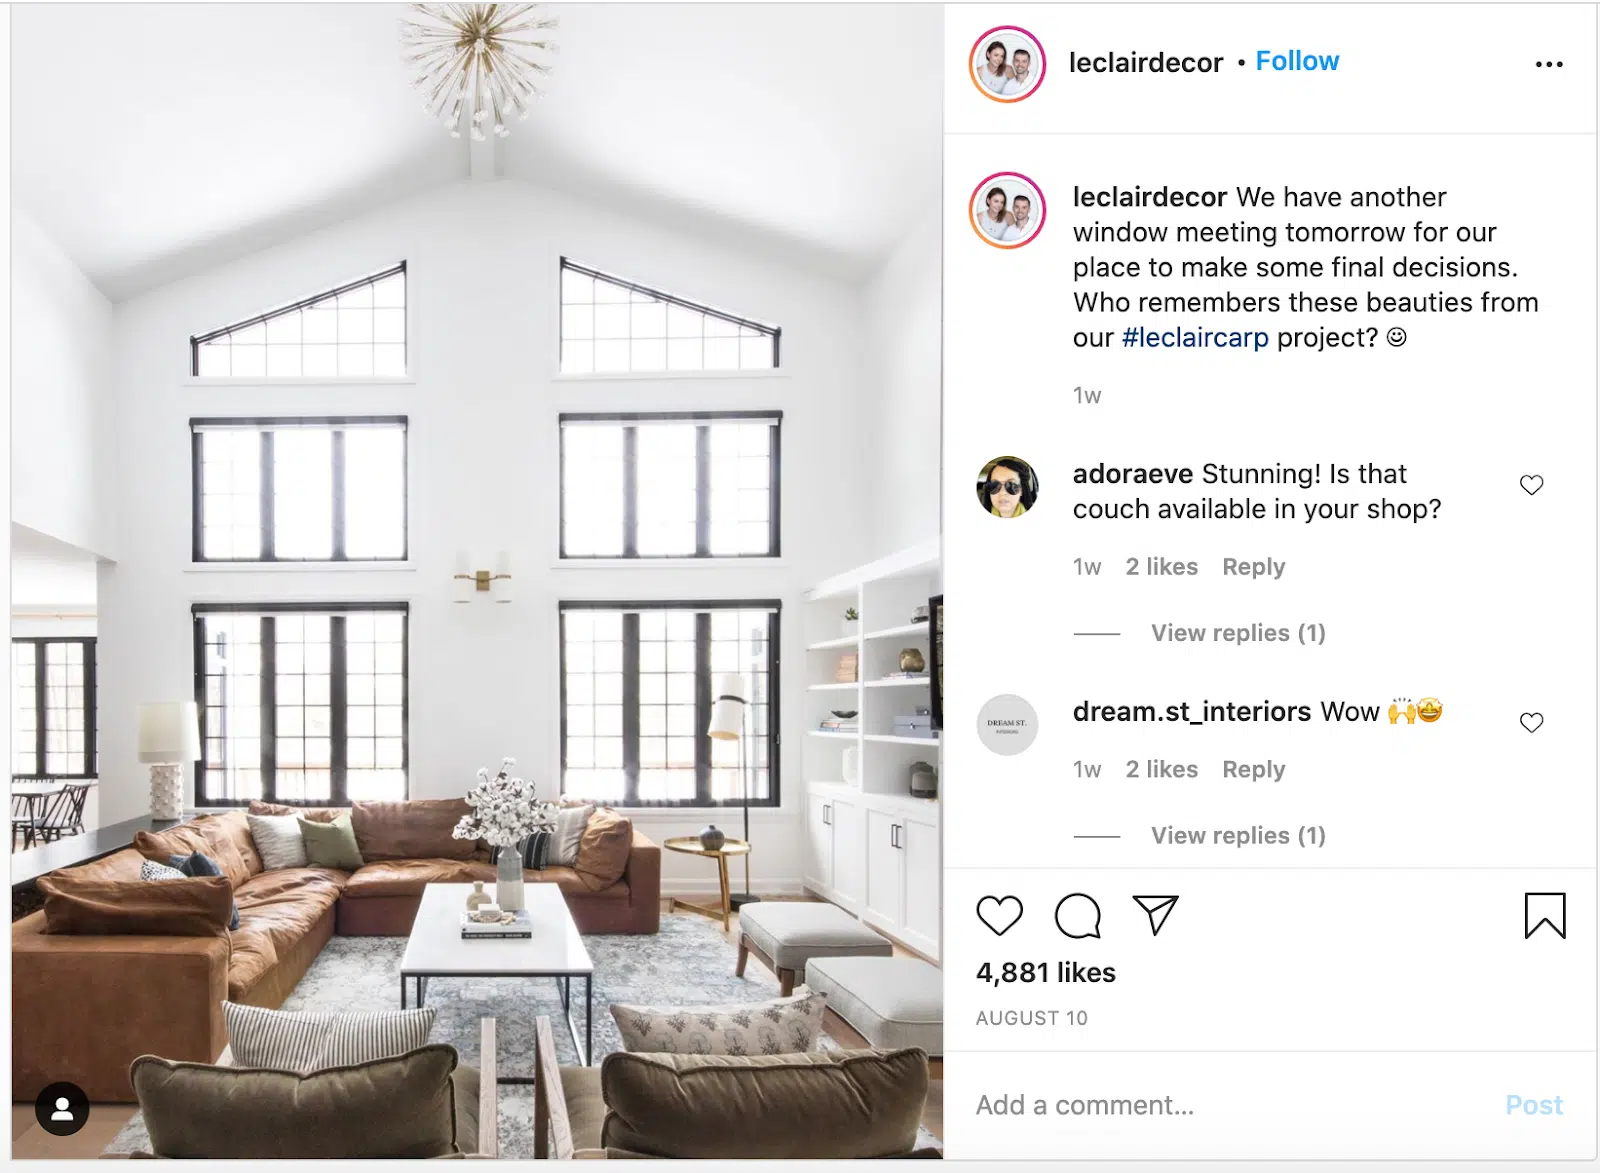 leclairdecor • Follow
leclairdecor We have another
window meeting tomorrow for our
place to make some final decisions.
Who remembers these beauties from
our #leclaircarp project? ☺
1w
adoraeve Stunning! Is that
couch available in your shop?
1w 2 likes Reply
View replies (1)
DREAM ST.
INTERIORS
dream.st_interiors Wow 🙌🤩
1w 2 likes Reply
View replies (1)
4,881 likes
AUGUST 10
Add a comment... Post